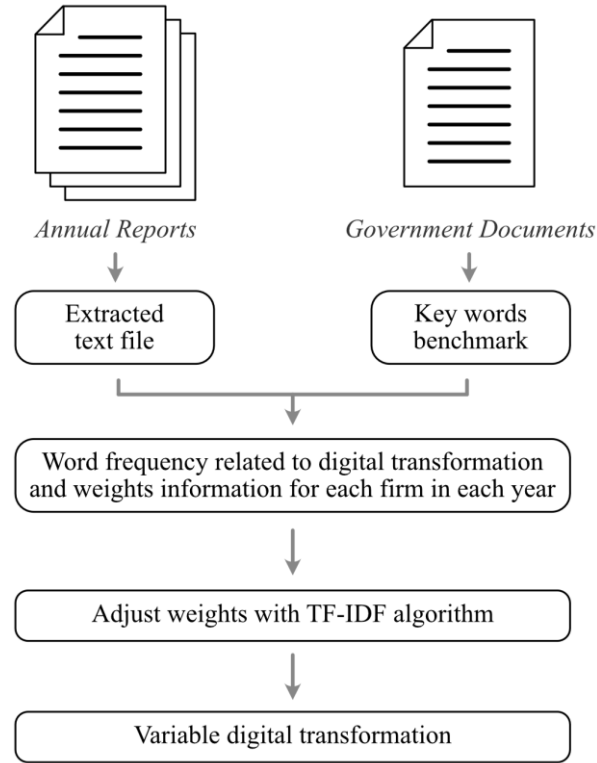 Annual Reports
Government Documents
Extracted
text file
Key words
benchmark
Word frequency related to digital transformation
and weights information for each firm in each year
Adjust weights with TF-IDF algorithm
Variable digital transformation